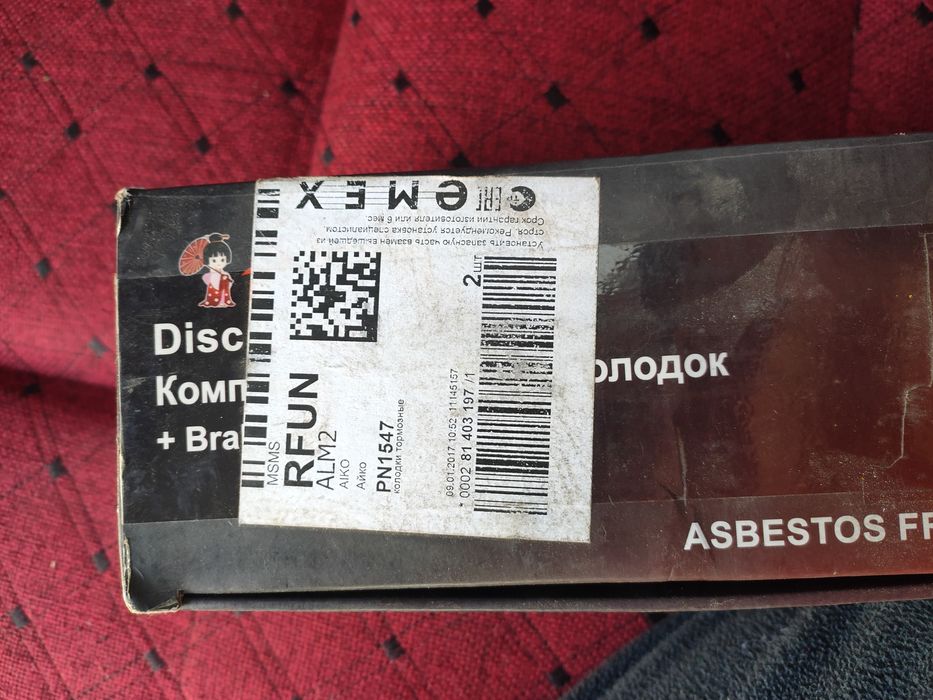 Disc
Комп
олодок
+ Bra
ASBESTOS FR
MSMS
RFUN
ALM2
AIKO
Айко
PN1547
колодки тормозные
09.01.2017 10:52 11145157
* 0002 81 403 197 /1
2шт
Установить запасную часть взамен вышедшей из
строя. Рекомендуется установка специалистом.
Срок гарантии изготовителя или 6 мес.
EAC
EMEX